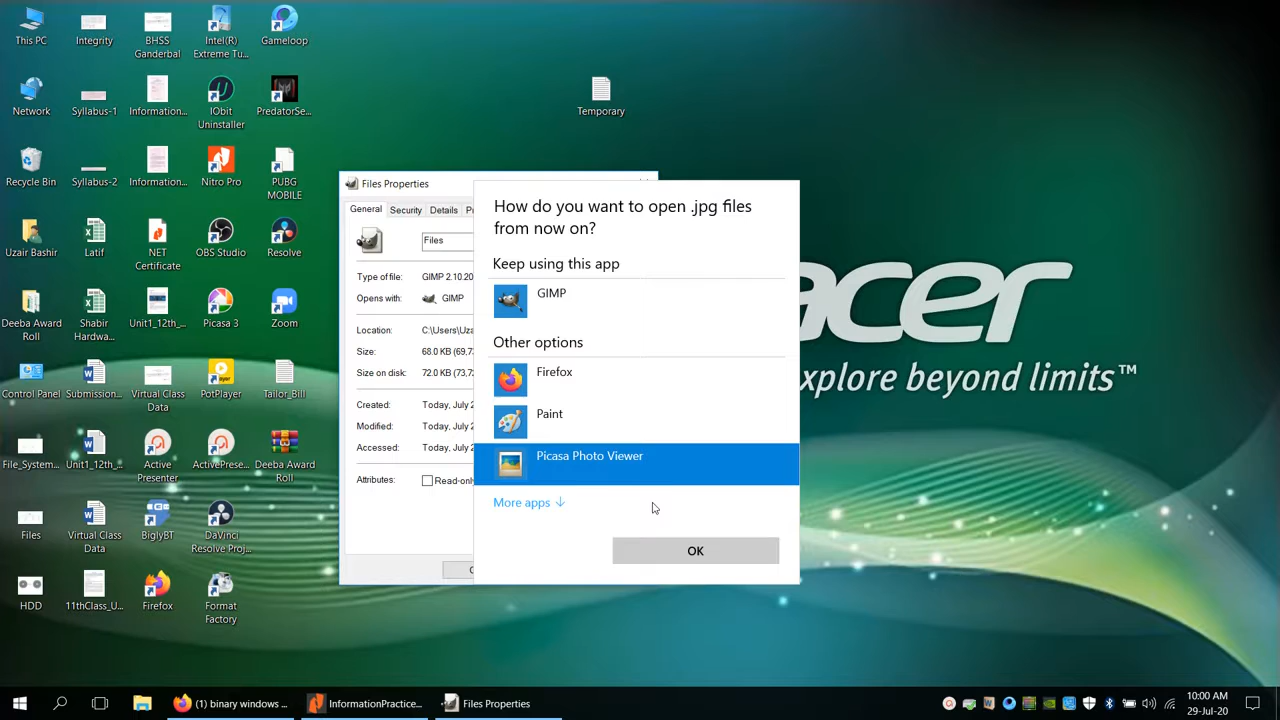 This PC
Integrity
BHSS
Ganderbal
Intel(R)
Extreme Tu...
Gameloop
Network
Syllabus-1
Information...
IObit
Uninstaller
PredatorSe...
Temporary
Recycle Bin
Syllabus-2
Information...
Nitro Pro
PUBG
MOBILE
Uzair Bashir
Latif
NET
Certificate
OBS Studio
Resolve
Deeba Award
Roll
Shabir
Hardwa...
Unit1_12th_...
Picasa 3
Zoom
Control Panel
Submission...
Virtual Class
Data
PotPlayer
Tailor_Bill
File_System...
Unit1_12th_...
Active
Presenter
ActivePrese...
Deeba Award
Roll
Files
Virtual Class
Data
BiglyBT
DaVinci
Resolve Proj...
HDD
11thClass_U...
Firefox
Format
Factory
Files Properties
General
Security
Details
Files
Type of file:
GIMP 2.10.20
Opens with:
GIMP
Location:
C:\Users\Uza
Size:
68.0 KB (69,7
Size on disk:
72.0 KB (73,7
Created:
Today, July 2
Modified:
Today, July 2
Accessed:
Today, July 2
Attributes:
Read-only
How do you want to open .jpg files
from now on?
Keep using this app
GIMP
Other options
Firefox
Paint
Picasa Photo Viewer
More apps
OK
acer
xplore beyond limits™
(1) binary windows ...
InformationPractice...
Files Properties
10:00 AM
29-Jul-20